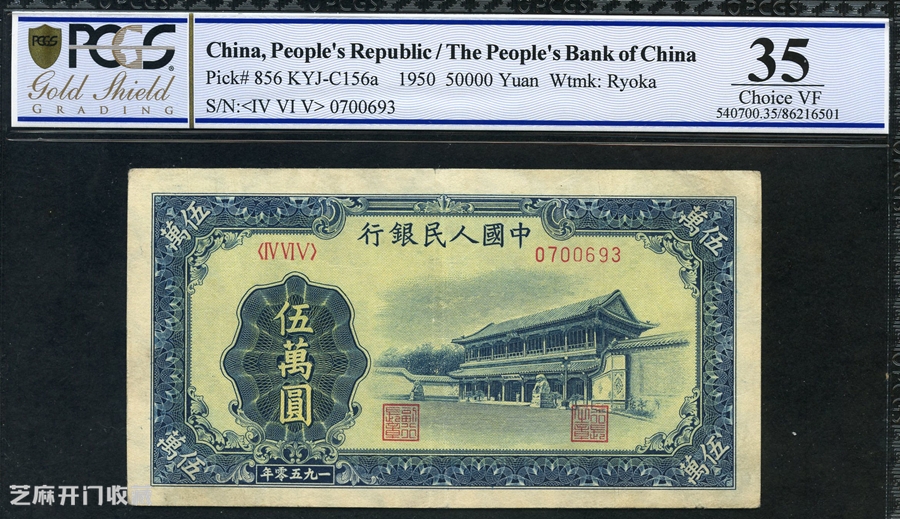 PCGS
PCGS
Gold Shield
GRADING
China, People's Republic / The People's Bank of China
Pick# 856 KYJ-C156a 1950 50000 Yuan Wtmk: Ryoka
S/N:<IV VI V> 0700693
35
Choice VF
540700.35/86216501
伍萬
伍萬
行銀民人國中
〈IV VI V〉
0700693
伍萬圓
年零五九一
伍萬
伍萬
芝麻开门收藏